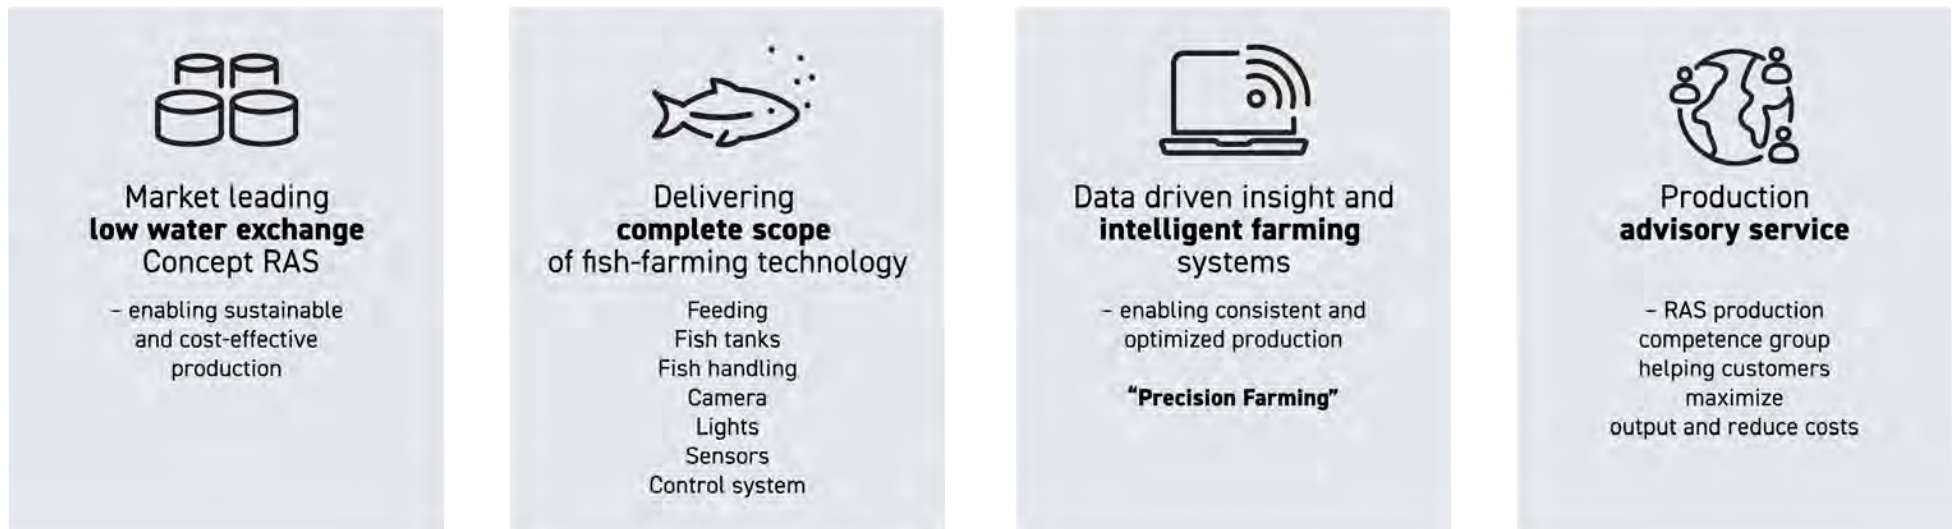 Market leading
low water exchange
Concept RAS
– enabling sustainable
and cost-effective
production
Delivering
complete scope
of fish-farming technology
Feeding
Fish tanks
Fish handling
Camera
Lights
Sensors
Control system
Data driven insight and
intelligent farming
systems
– enabling consistent and
optimized production
“Precision Farming”
Production
advisory service
– RAS production
competence group
helping customers
maximize
output and reduce costs